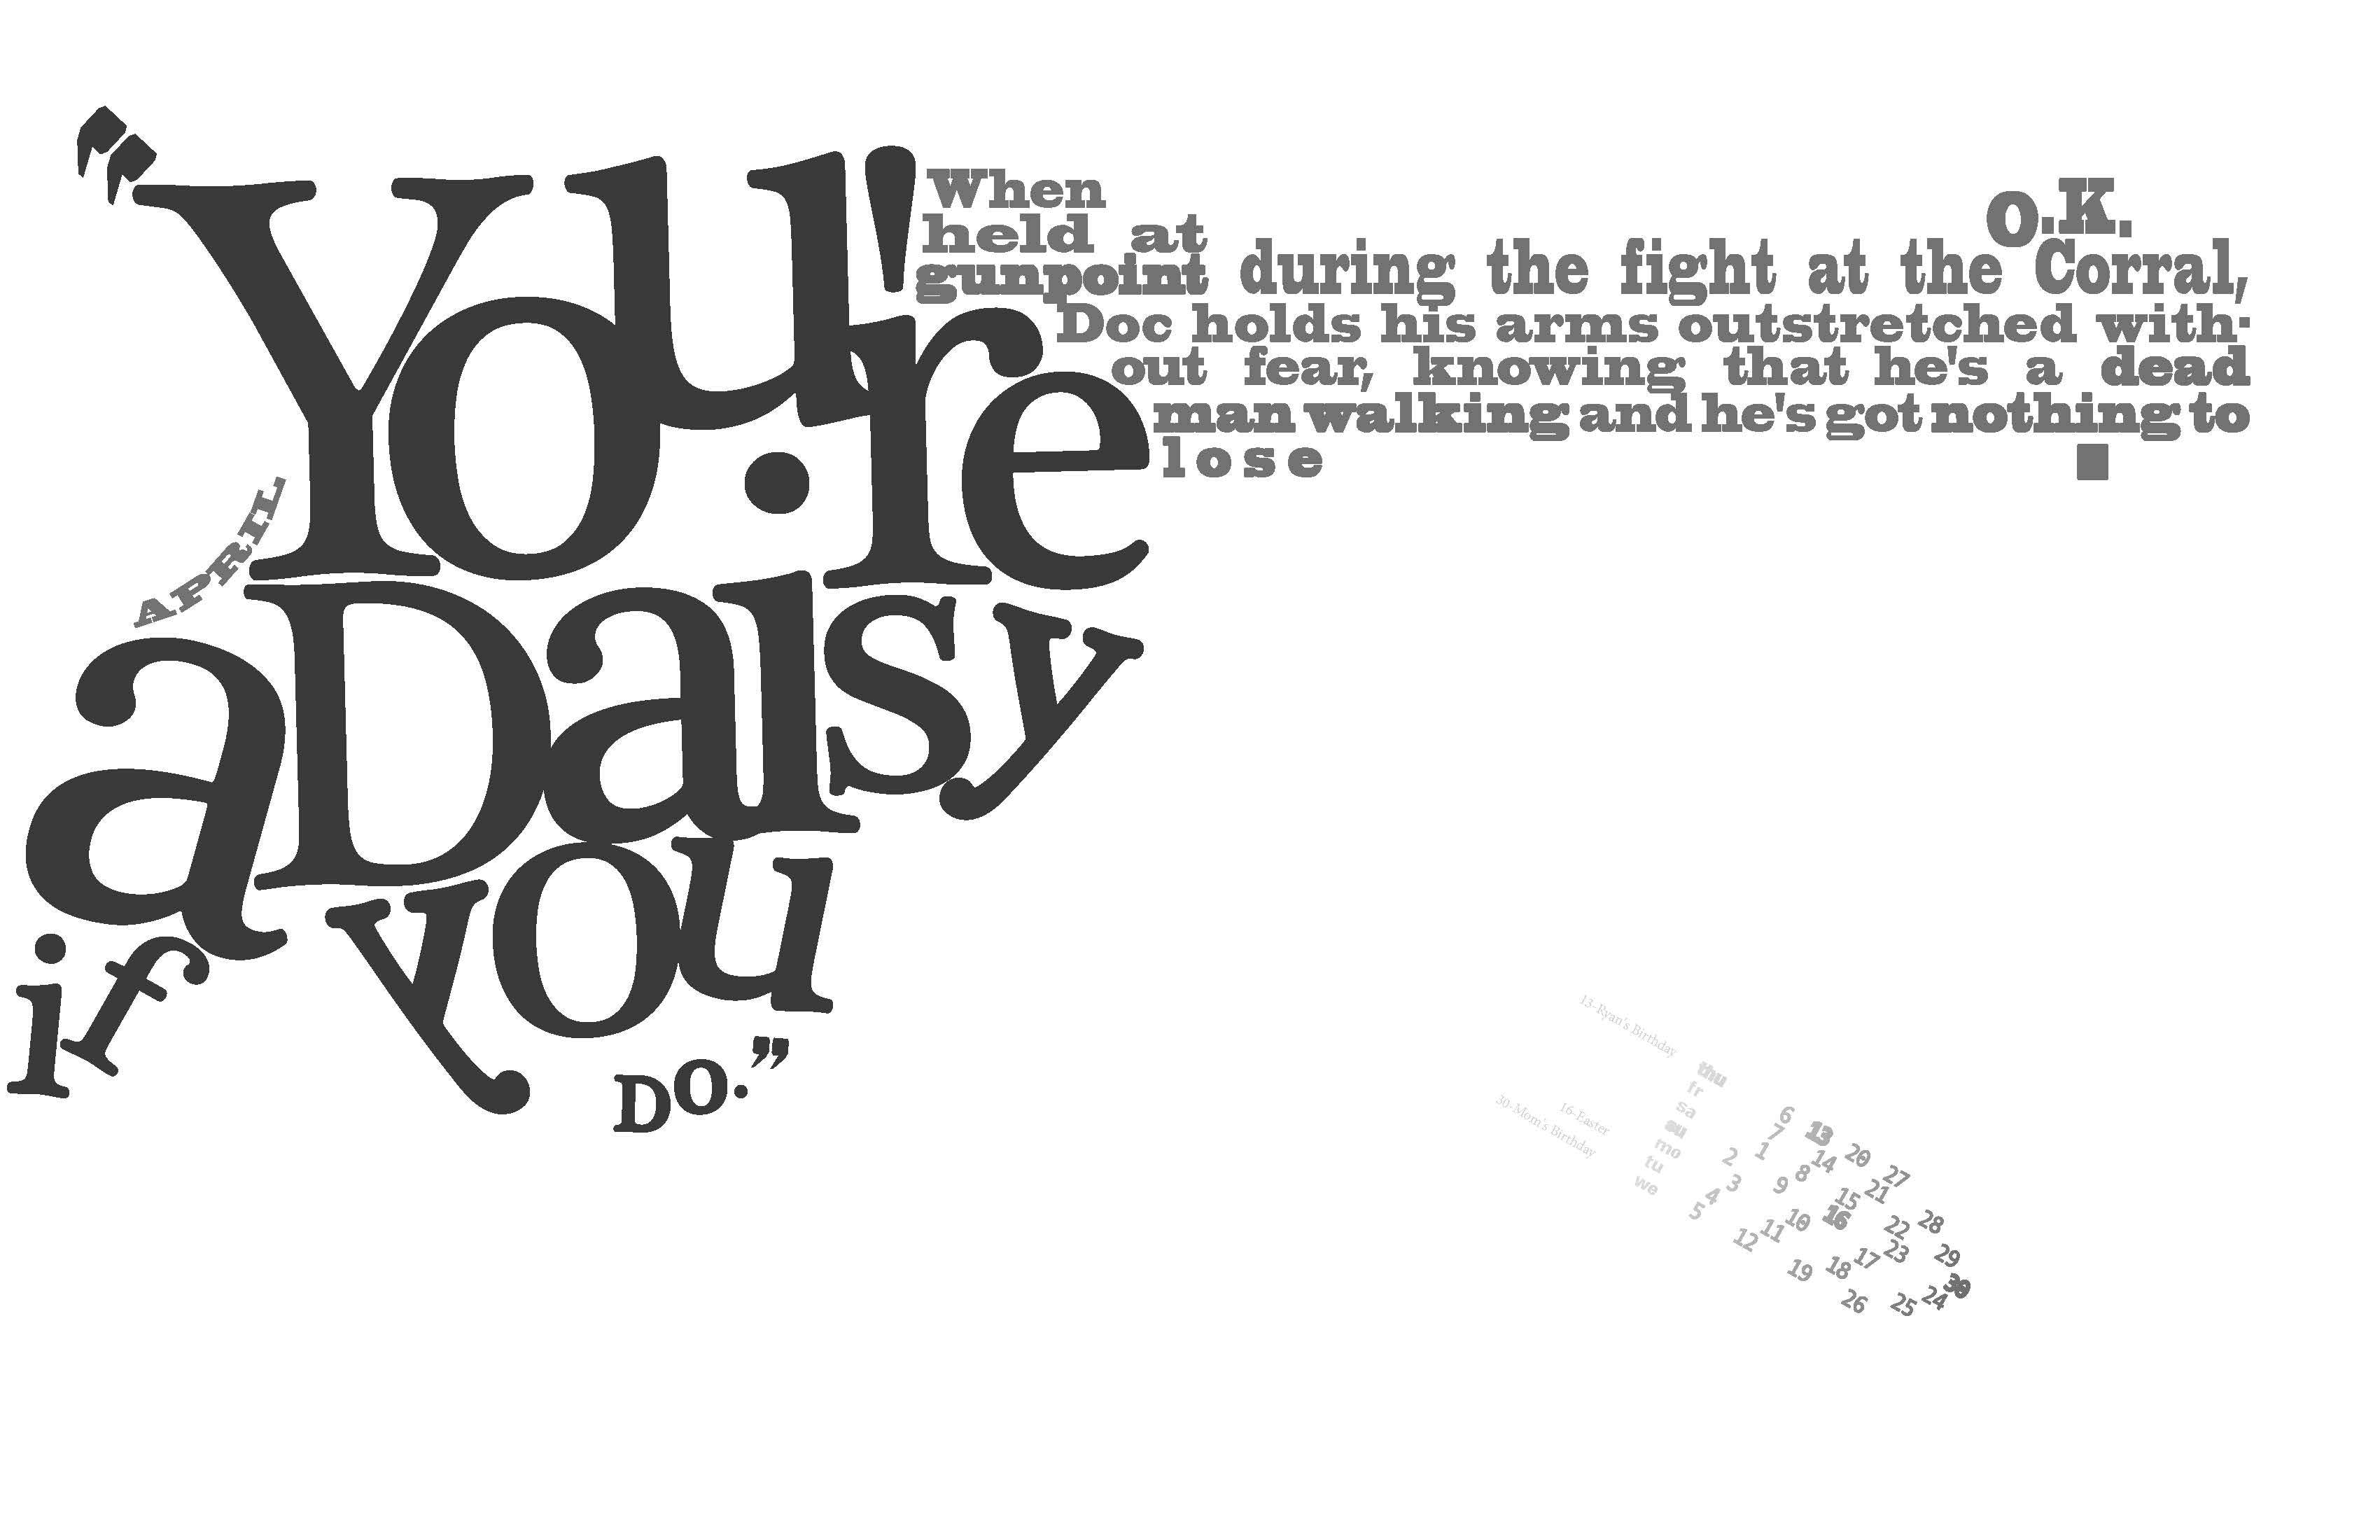 "You're
APRIL
a Daisy
if you
DO.”
When
held at
gunpoint during the fight at the O.K. Corral,
Doc holds his arms outstretched with-
out fear, knowing that he's a dead
man walking and he's got nothing to
lose
13-Ryan's Birthday
16-Easter
30-Mom's Birthday
thu 6 13 20 27
fr 7 14 21 28
sa 1 8 15 22 29
su 2 9 16 23 30
mo 3 10 17 24
tu 4 11 18 25
we 5 12 19 26